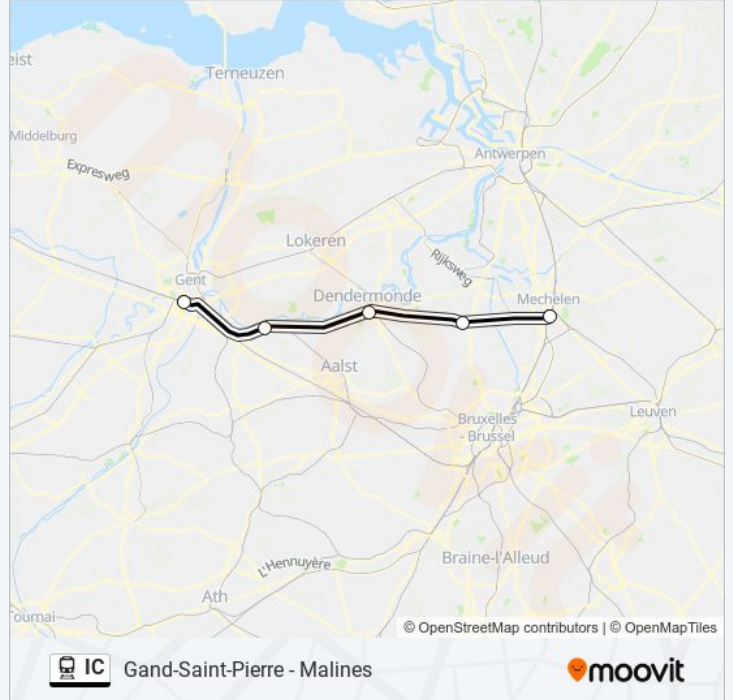 eist
Terneuzen
Middelburg
Expresweg
Antwerpen
Lokeren
Rijksweg
Gent
Dendermonde
Mechelen
Aalst
Bruxelles
- Brussel
Leuven
L'Hennuyère
Braine-l'Alleud
Ath
Tournai
© OpenStreetMap contributors | © OpenMapTiles
IC Gand-Saint-Pierre - Malines
moovit